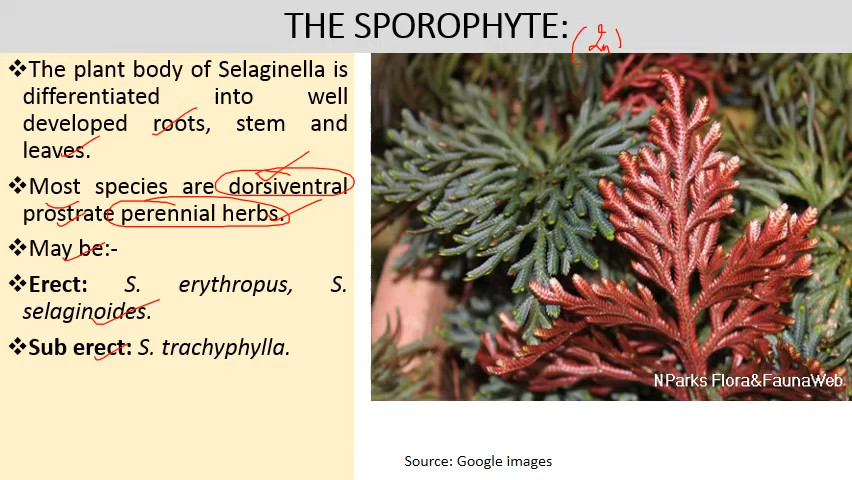 THE SPOROPHYTE:
(2n)
❖The plant body of Selaginella is
differentiated into well
developed roots, stem and
leaves.
❖Most species are dorsiventral
prostrate perennial herbs.
❖May be:-
❖Erect: S. erythropus, S.
selaginoides.
❖Sub erect: S. trachyphylla.
NParks Flora&FaunaWeb
Source: Google images